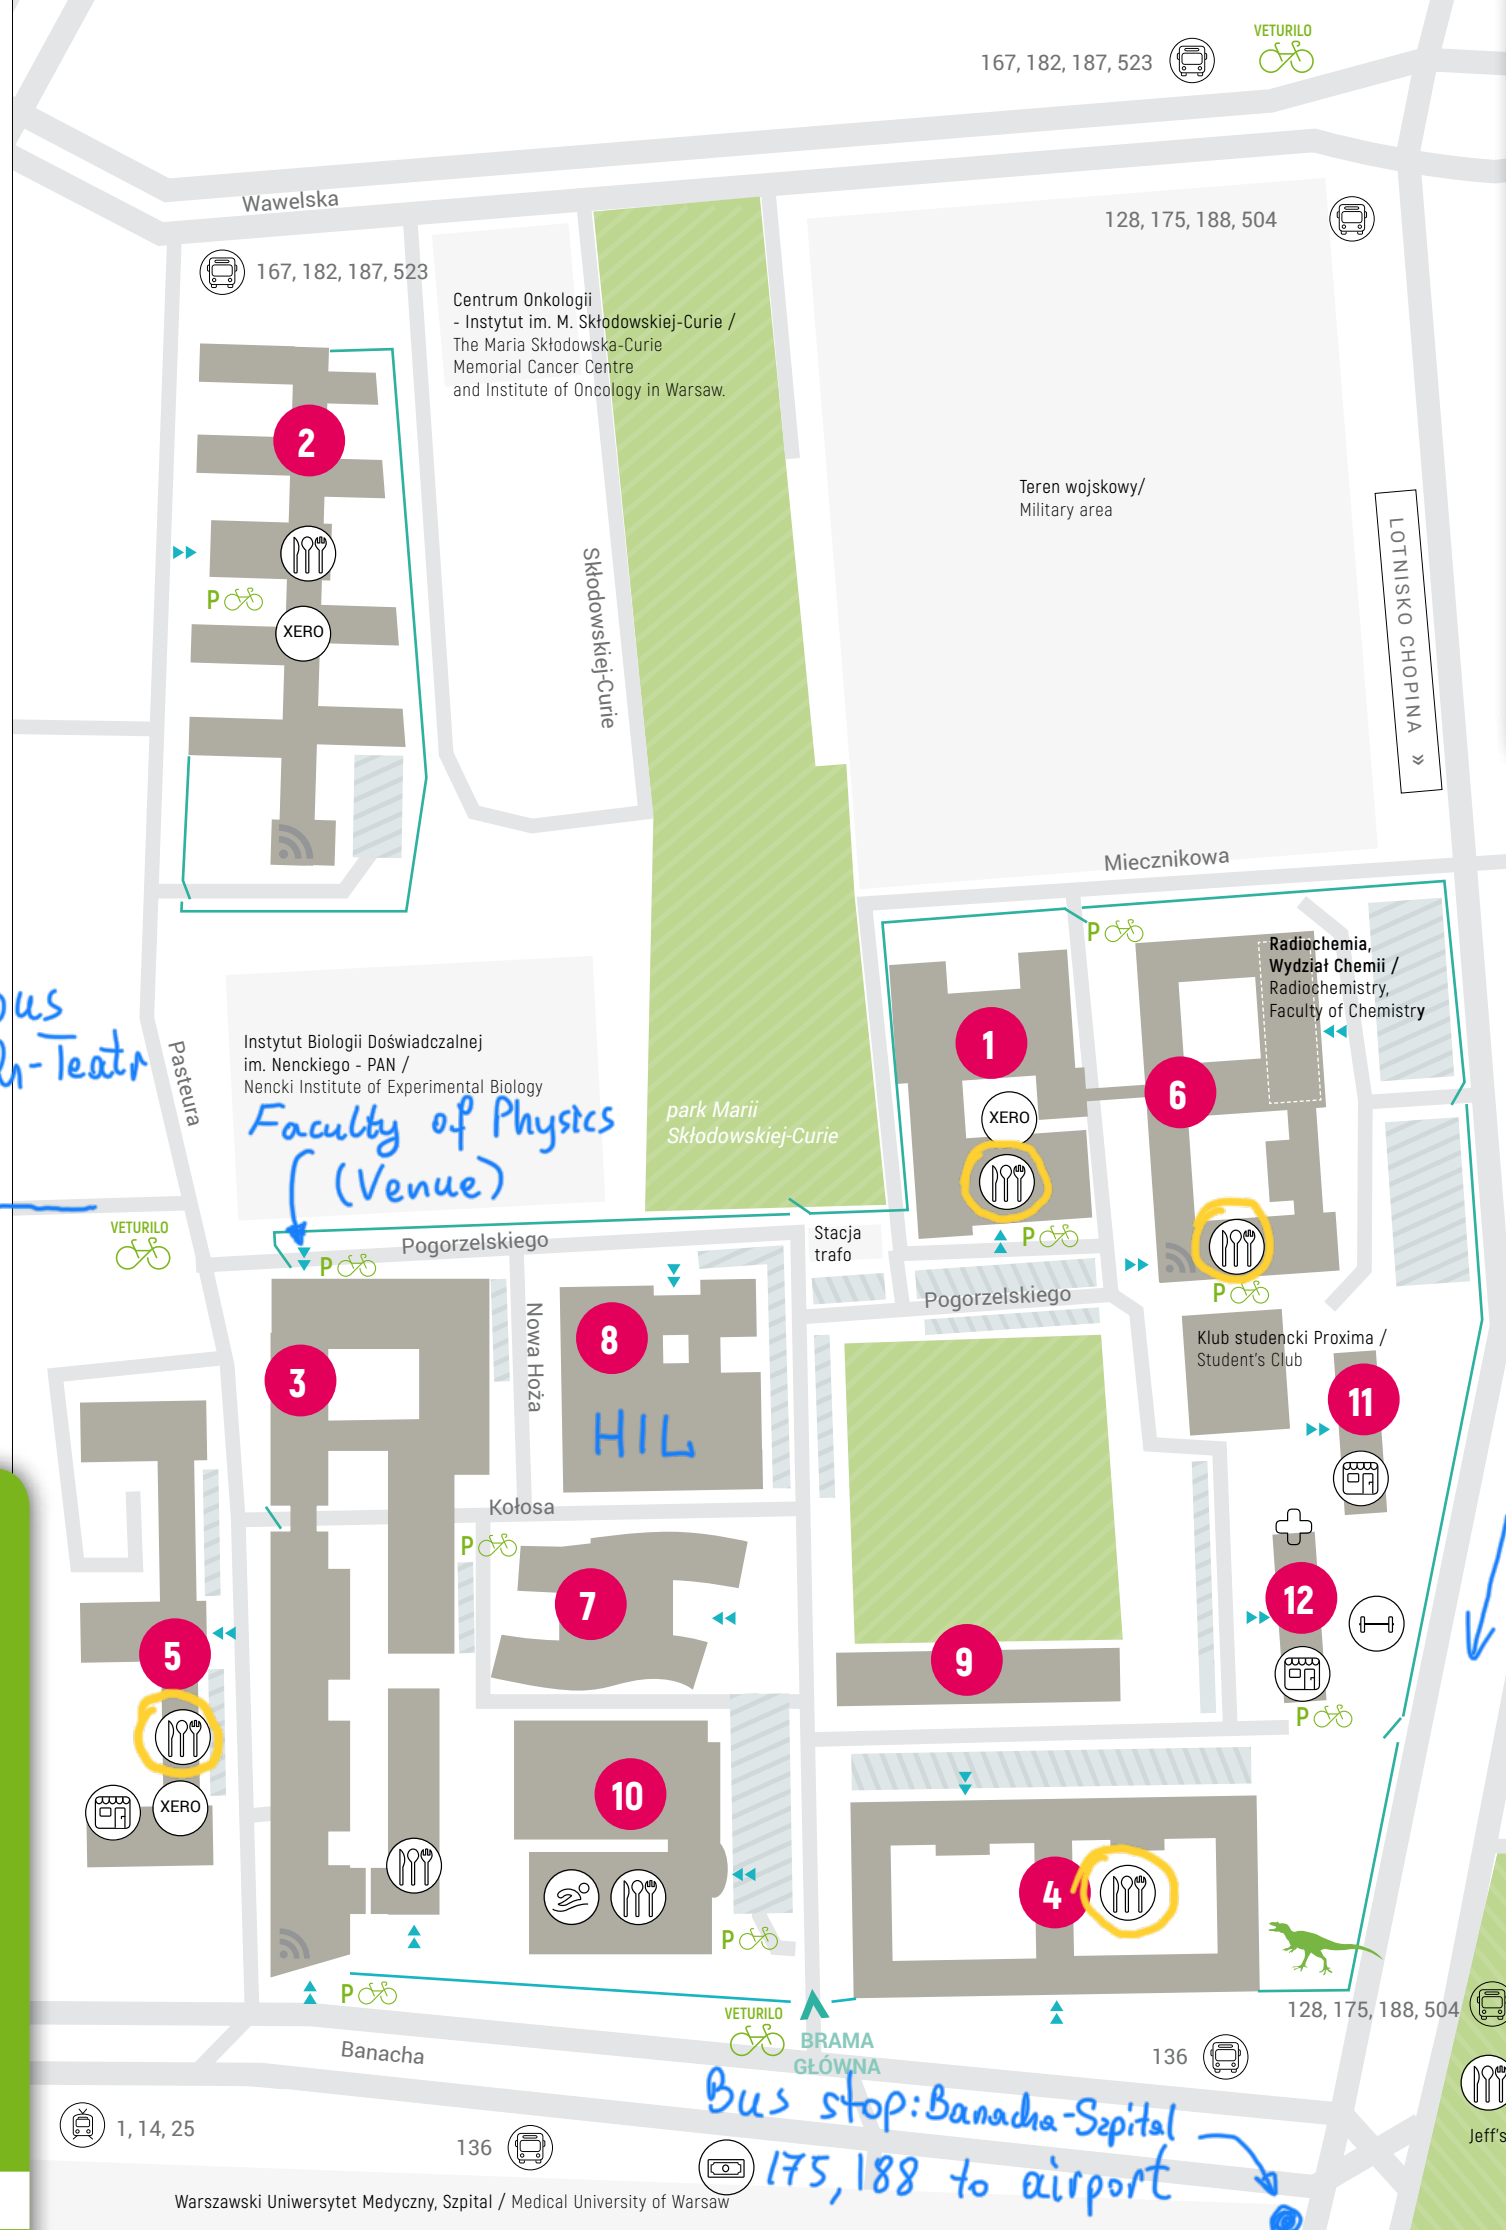 VETURILO
167, 182, 187, 523
Wawelska
128, 175, 188, 504
167, 182, 187, 523
Centrum Onkologii
- Instytut im. M. Skłodowskiej-Curie /
The Maria Skłodowska-Curie
Memorial Cancer Centre
and Institute of Oncology in Warsaw.
2
Teren wojskowy/
Military area
LOTNISKO CHOPINA »
Skłodowskiej-Curie
P
XERO
Miecznikowa
P
Radiochemia,
Wydział Chemii /
Radiochemistry,
Faculty of Chemistry
-Teatr
Pasteura
Instytut Biologii Doświadczalnej
im. Nenckiego - PAN /
Nencki Institute of Experimental Biology
Faculty of Physics
(Venue)
park Marii
Skłodowskiej-Curie
1
XERO
6
VETURILO
Pogorzelskiego
P
Stacja
trafo
P
Pogorzelskiego
P
Nowa Hoża
8
HIL
3
Klub studencki Proxima /
Student's Club
11
Kołosa
P
7
12
5
9
P
XERO
10
4
P
P
VETURILO
BRAMA
GŁÓWNA
128, 175, 188, 504
Banacha
136
Bus stop: Banacha-Szpital
175, 188 to airport
1, 14, 25
136
Jeff's
Warszawski Uniwersytet Medyczny, Szpital / Medical University of Warsaw